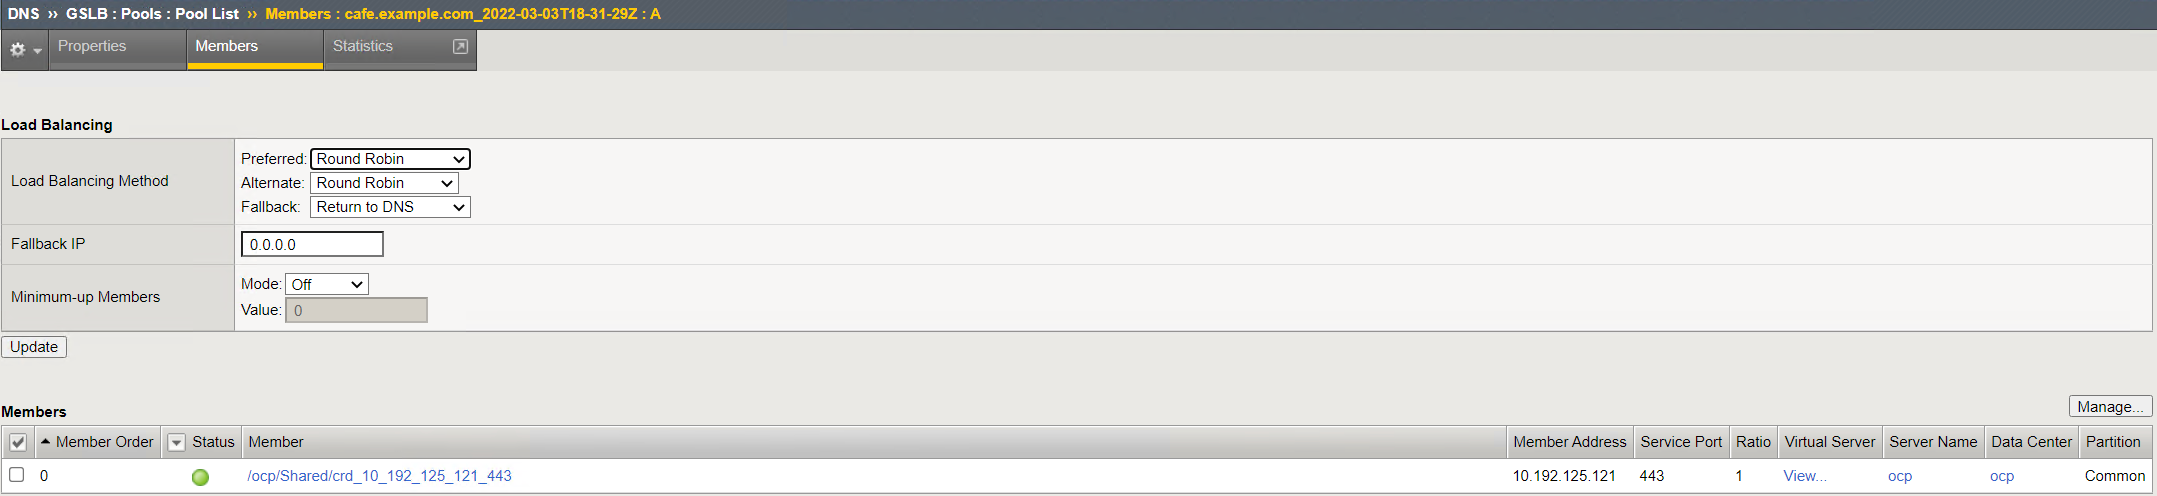 DNS ›› GSLB : Pools : Pool List ›› Members : cafe.example.com_2022-03-03T18-31-29Z : A
Properties Members Statistics
Load Balancing
Load Balancing Method
Preferred: Round Robin
Alternate: Round Robin
Fallback: Return to DNS
Fallback IP 0.0.0.0
Minimum-up Members
Mode: Off
Value: 0
Update
Members Manage...
Member Order Status Member Member Address Service Port Ratio Virtual Server Server Name Data Center Partition
0 /ocp/Shared/crd_10_192_125_121_443 10.192.125.121 443 1 View... ocp ocp Common